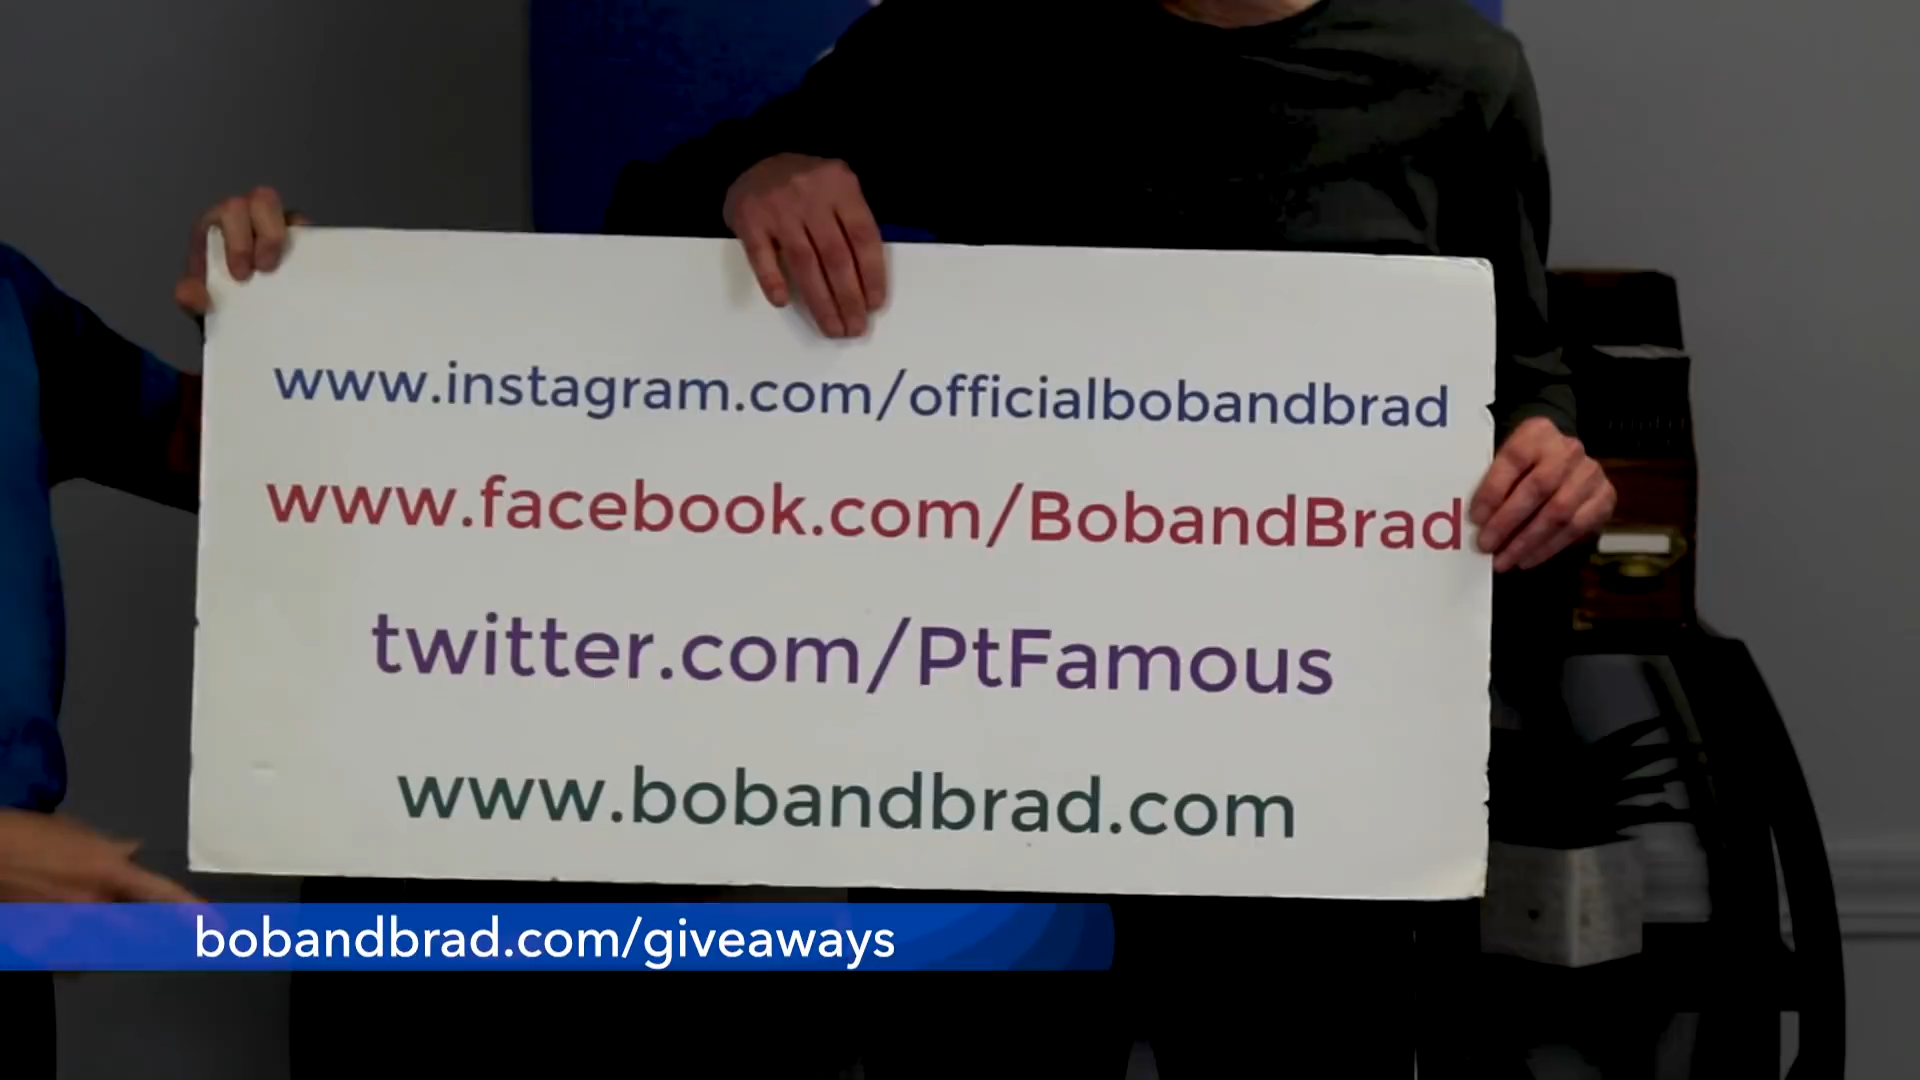 www.instagram.com/officialbobandbrad
www.facebook.com/BobandBrad
twitter.com/PtFamous
www.bobandbrad.com
bobandbrad.com/giveaways